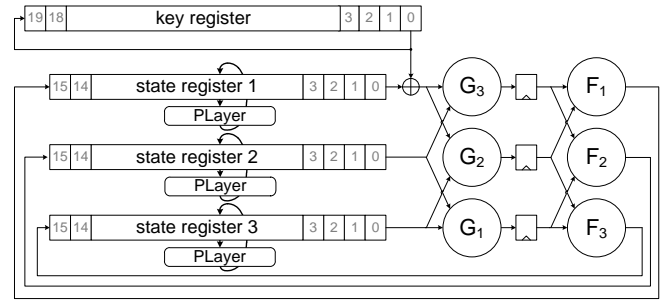 19 18 key register 3 2 1 0
15 14 state register 1 3 2 1 0 G3 F1
PLayer
15 14 state register 2 3 2 1 0 G2 F2
PLayer
15 14 state register 3 3 2 1 0 G1 F3
PLayer